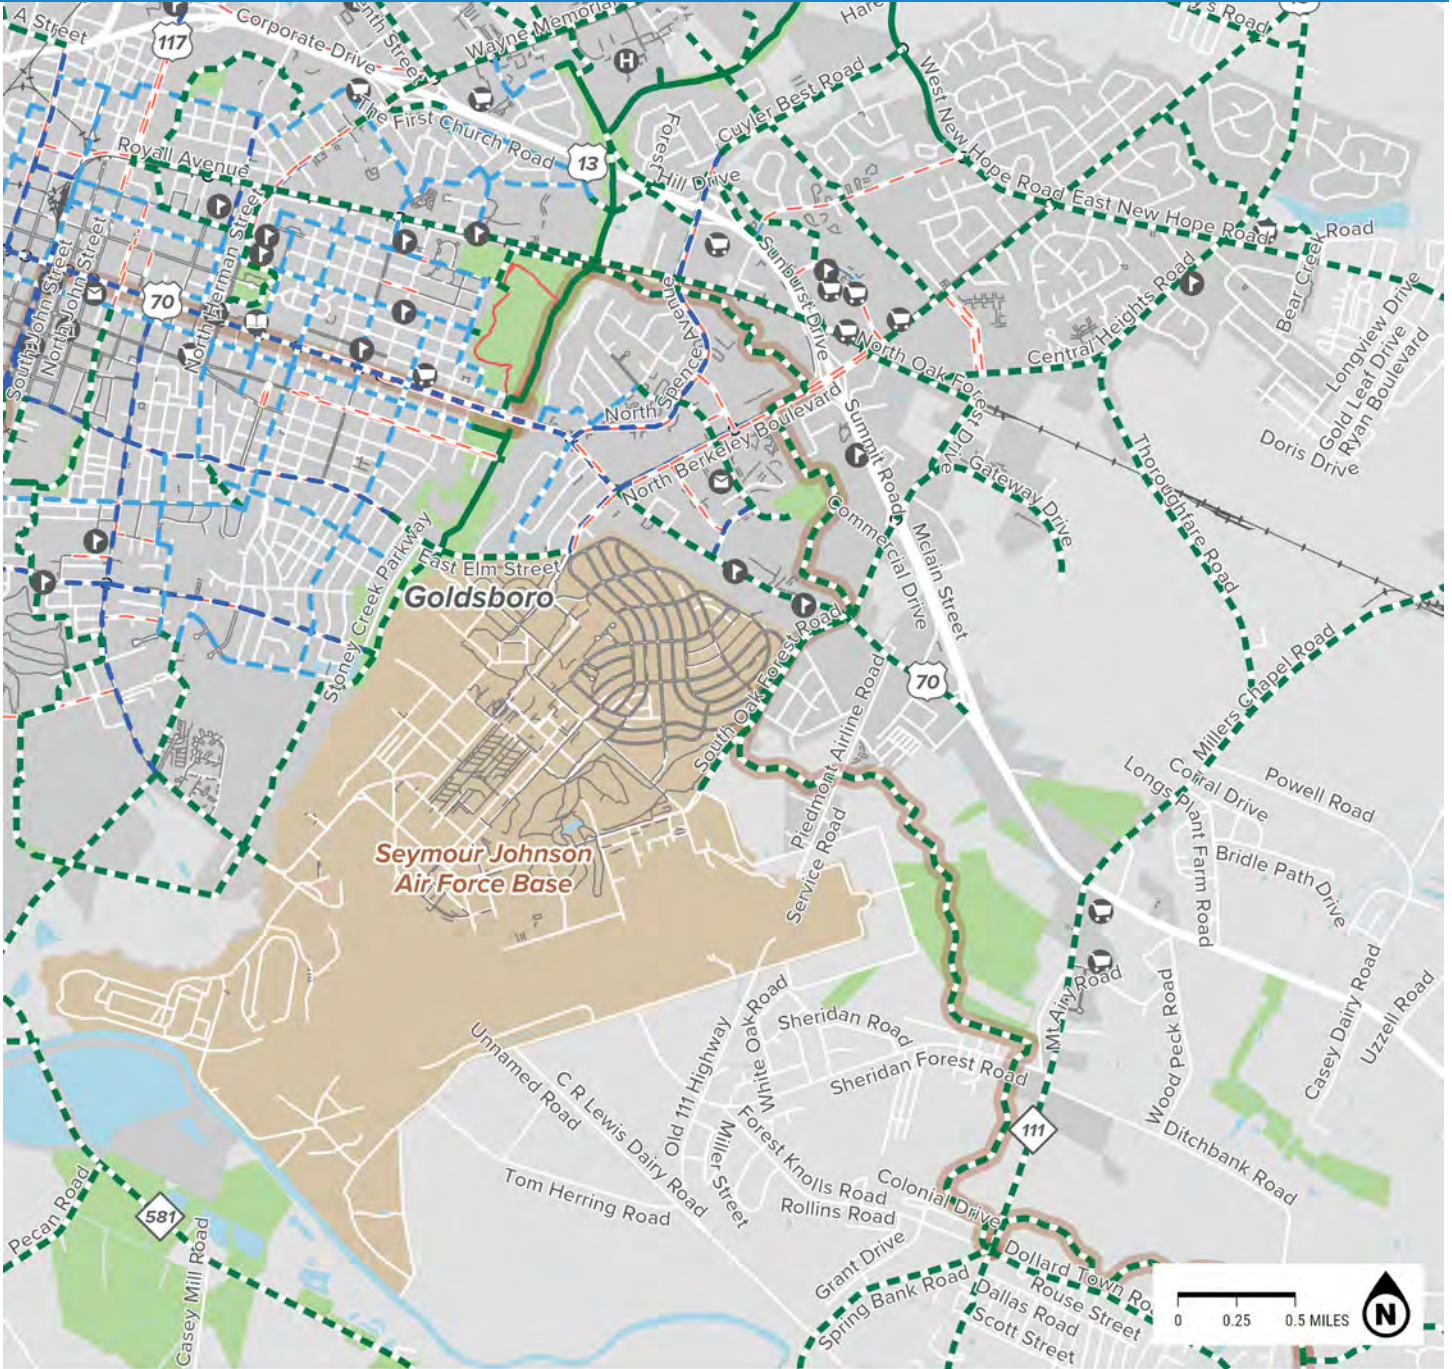 A Street
117
Corporate Drive
enth Street
Wayne Memorial
H
Hare
y's Road
The First Church Road
Royall Avenue
13
Forest Hill Drive
Cuyler Best Road
West New Hope Road
East New Hope Road
Bear Creek Road
South John Street
North John Street
70
North Herman Street
Sunburst Drive
North Spence Avenue
North Berkeley Boulevard
North Oak Forest Drive
Central Heights Road
Longview Drive
Gold Leaf Drive
Ryan Boulevard
Doris Drive
Summit Road
Gateway Drive
Thoroughfare Road
Commercial Drive
Mclain Street
Stoney Creek Parkway
East Elm Street
Goldsboro
South Oak Forest Road
70
Piedmont Airline Road
Service Road
Millers Chapel Road
Corral Drive
Longs Plant Farm Road
Powell Road
Bridle Path Drive
Seymour Johnson
Air Force Base
Mt Airy Road
Wood Peck Road
Casey Dairy Road
Uzzell Road
Unnamed Road
C R Lewis Dairy Road
Old 111 Highway
White Oak Road
Sheridan Road
Sheridan Forest Road
111
Ditchbank Road
Miller Street
Forest Knolls Road
Rollins Road
Colonial Drive
Tom Herring Road
Pecan Road
581
Casey Mill Road
Grant Drive
Spring Bank Road
Dollard Town Ro
Rouse Street
Dallas Road
Scott Street
0 0.25 0.5 MILES
N